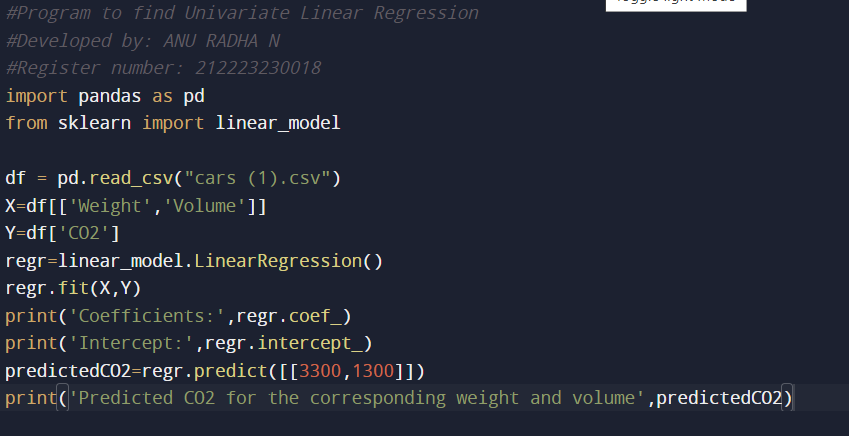 #Program to find Univariate Linear Regression
#Developed by: ANU RADHA N
#Register number: 212223230018
import pandas as pd
from sklearn import linear_model
df = pd.read_csv("cars (1).csv")
X=df[['Weight','Volume']]
Y=df['CO2']
regr=linear_model.LinearRegression()
regr.fit(X,Y)
print('Coefficients:',regr.coef_)
print('Intercept:',regr.intercept_)
predictedCO2=regr.predict([[3300,1300]])
print('Predicted CO2 for the corresponding weight and volume',predictedCO2)